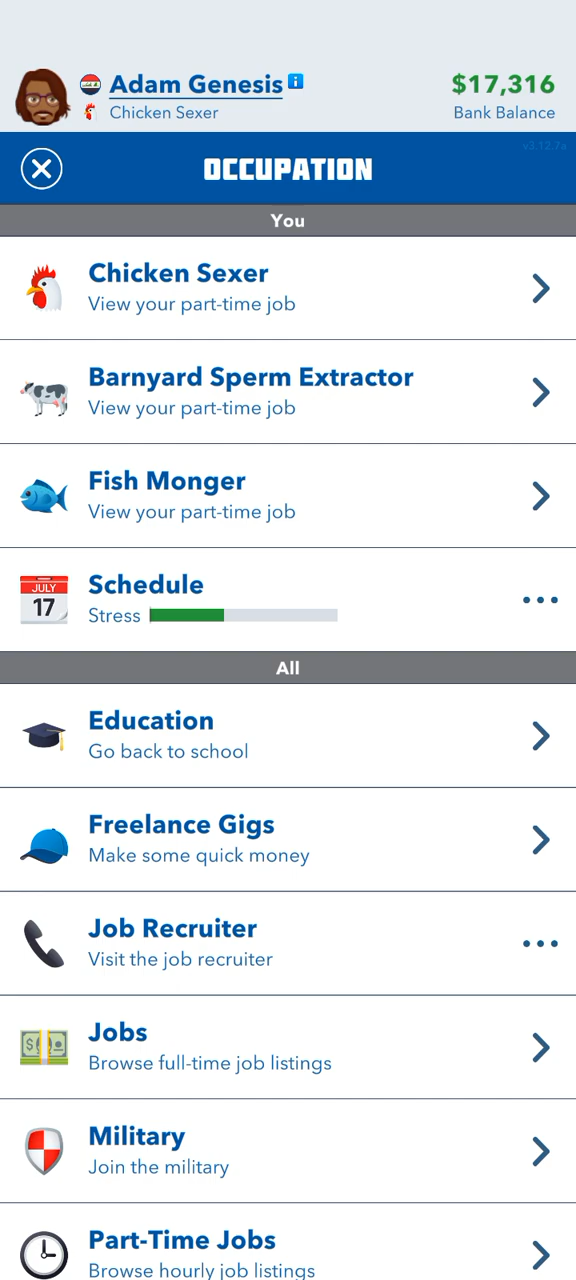 Adam Genesis
$17,316
Chicken Sexer
Bank Balance
v3.12.7a
OCCUPATION
You
Chicken Sexer
View your part-time job
Barnyard Sperm Extractor
View your part-time job
Fish Monger
View your part-time job
JULY
17
Schedule
Stress
All
Education
Go back to school
Freelance Gigs
Make some quick money
Job Recruiter
Visit the job recruiter
Jobs
Browse full-time job listings
Military
Join the military
Part-Time Jobs
Browse hourly job listings